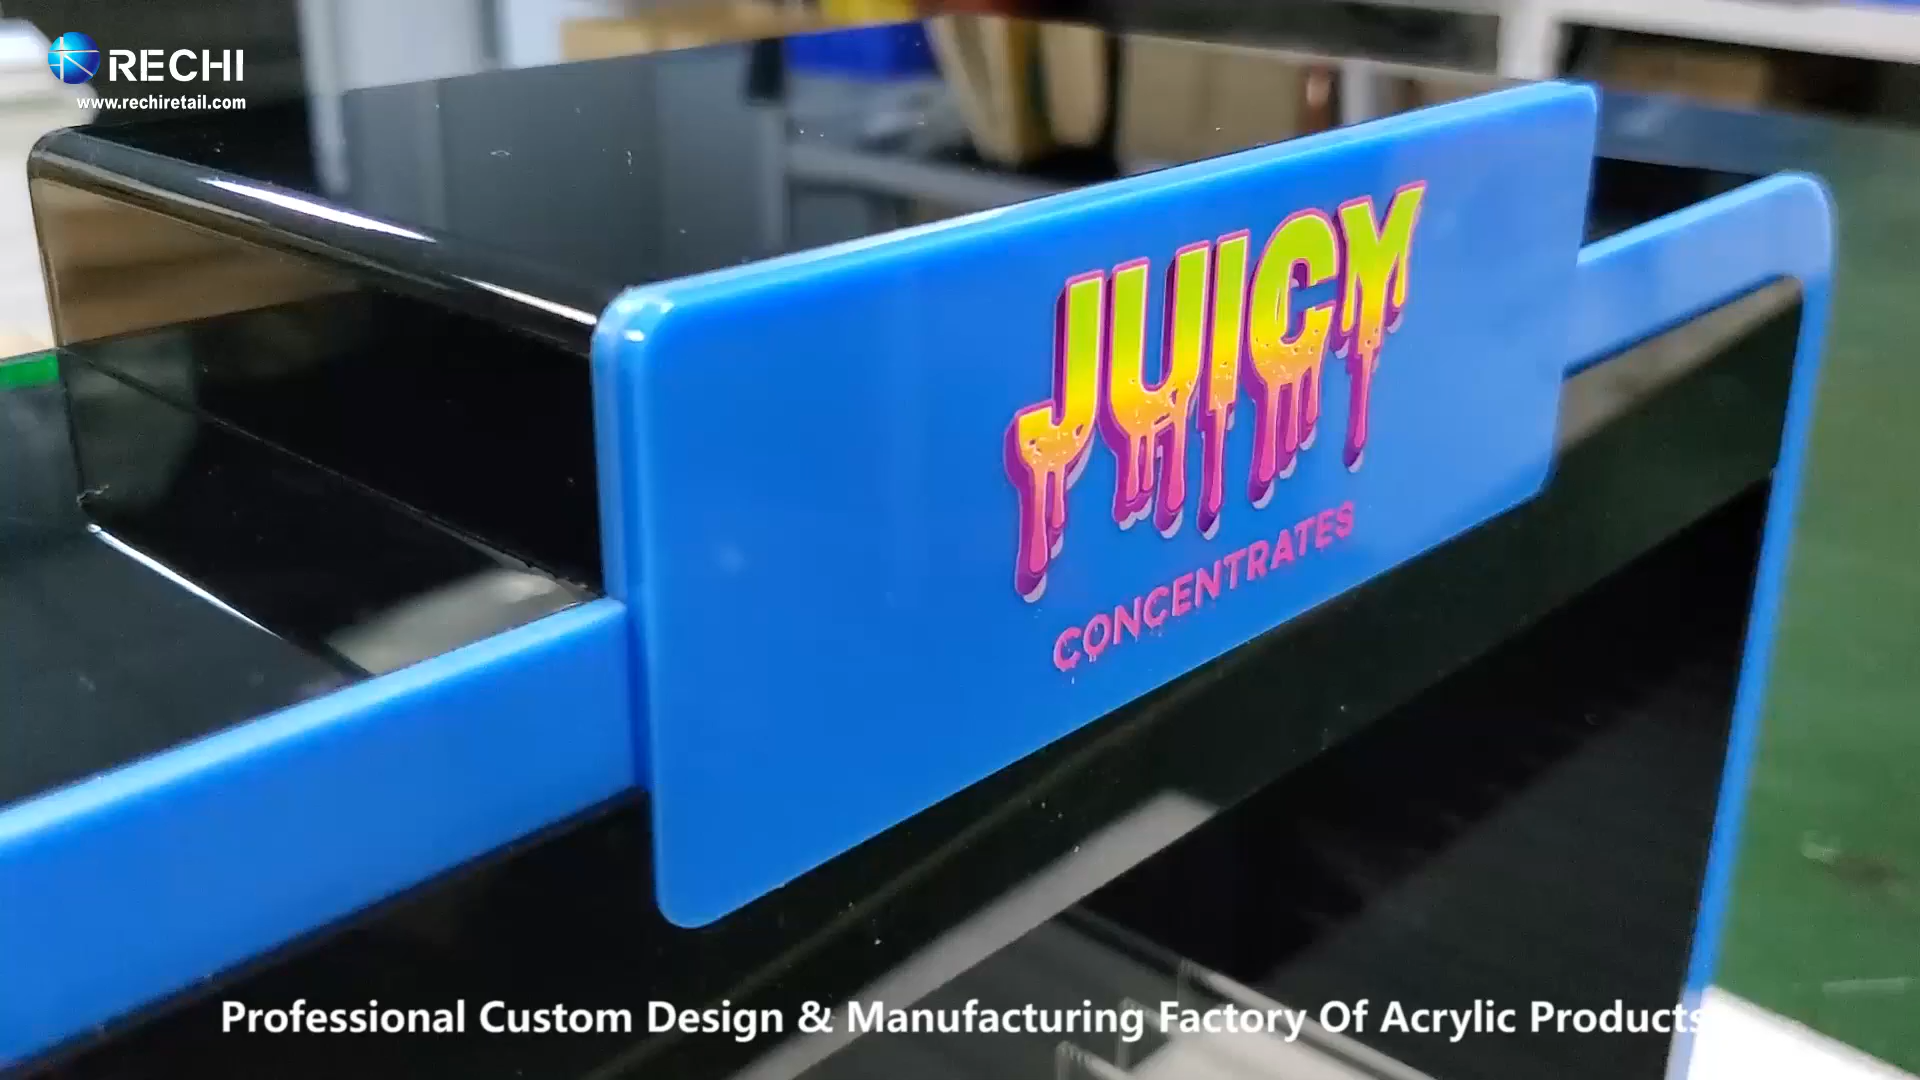 RECHI
www.rechiretail.com
JUICY
CONCENTRATES
Professional Custom Design & Manufacturing Factory Of Acrylic Products